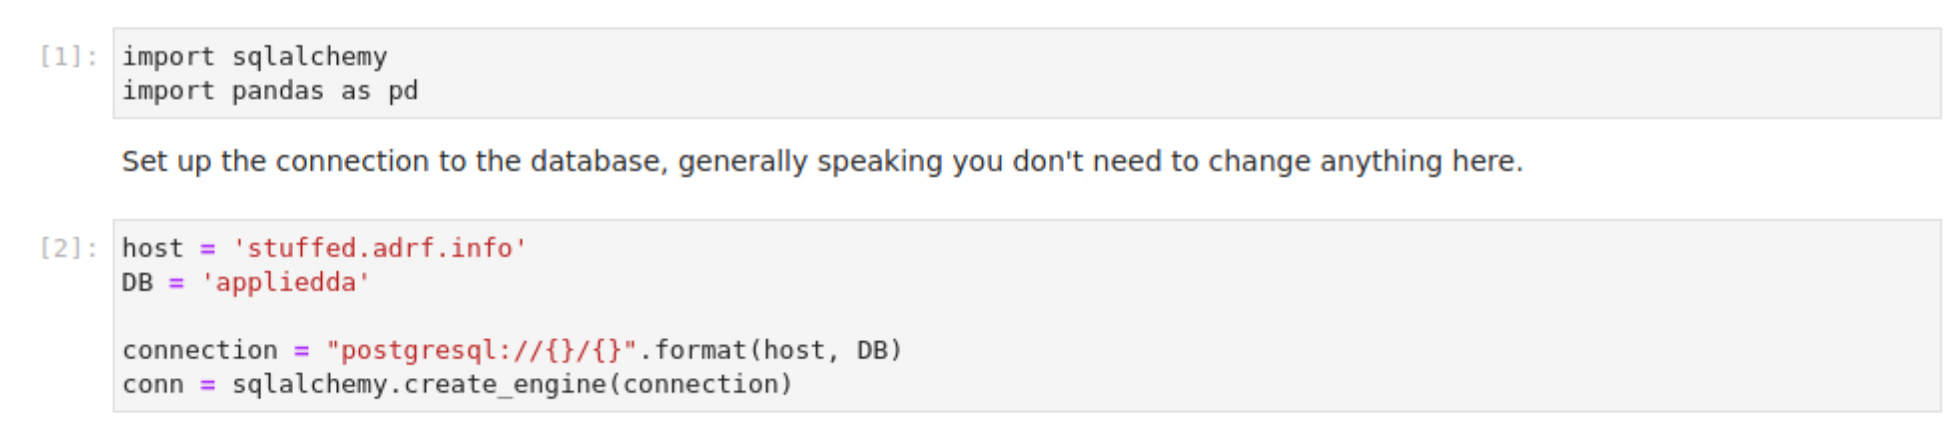 [1]: import sqlalchemy
import pandas as pd
Set up the connection to the database, generally speaking you don't need to change anything here.
[2]: host = 'stuffed.adrf.info'
DB = 'appliedda'
connection = "postgresql://{}/{}".format(host, DB)
conn = sqlalchemy.create_engine(connection)